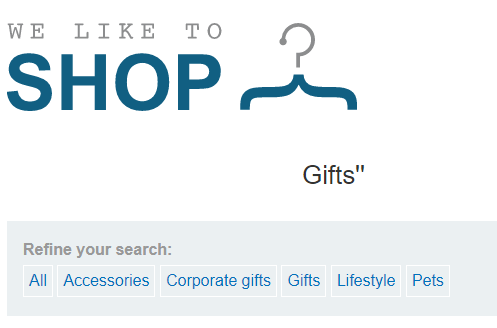 WE LIKE TO
SHOP
Gifts''
Refine your search:
All Accessories Corporate gifts Gifts Lifestyle Pets